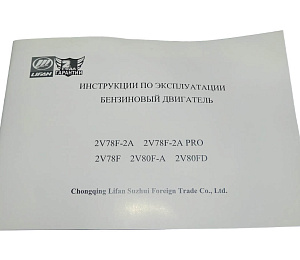 LIFAN
ГАРАНТИИ
ИНСТРУКЦИИ ПО ЭКСПЛУАТАЦИИ
БЕНЗИНОВЫЙ ДВИГАТЕЛЬ
2V78F-2A 2V78F-2A PRO
2V78F 2V80F-A 2V80FD
Chongqing Lifan Suzhui Foreign Trade Co., Ltd.